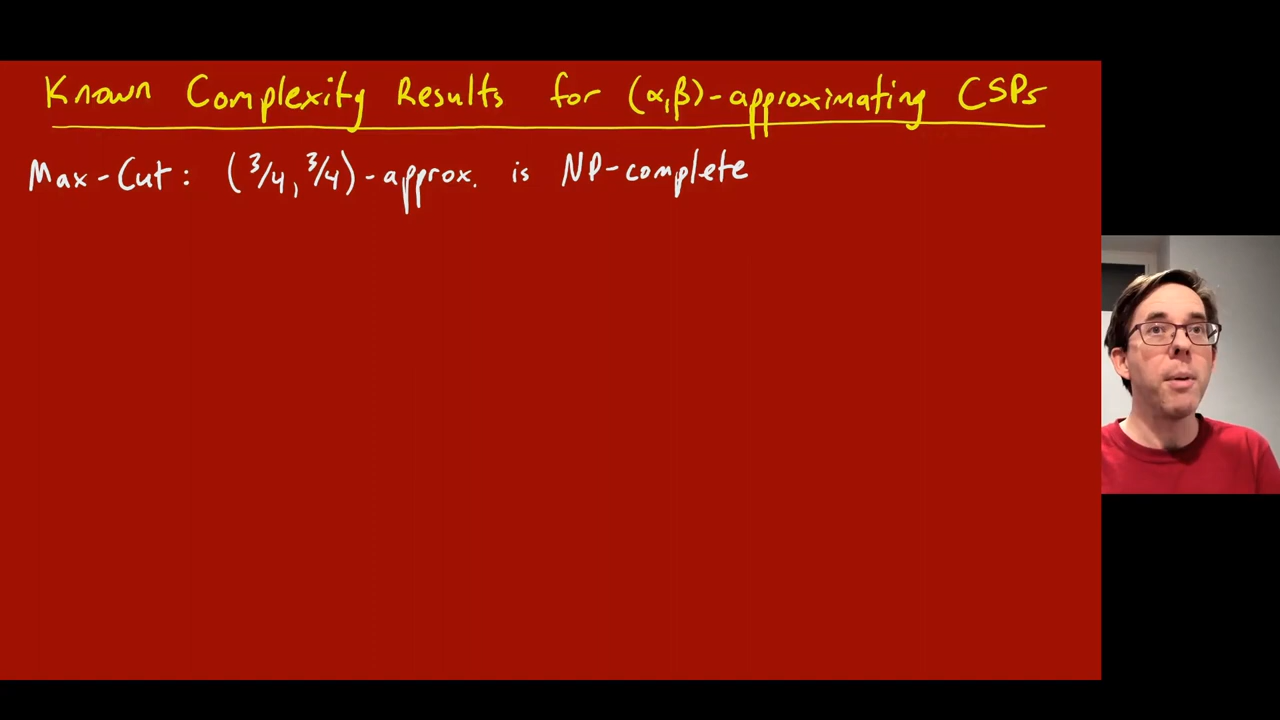 Known Complexity Results for (α,β)-approximating CSPs
Max-Cut: (3/4, 3/4)-approx. is NP-complete